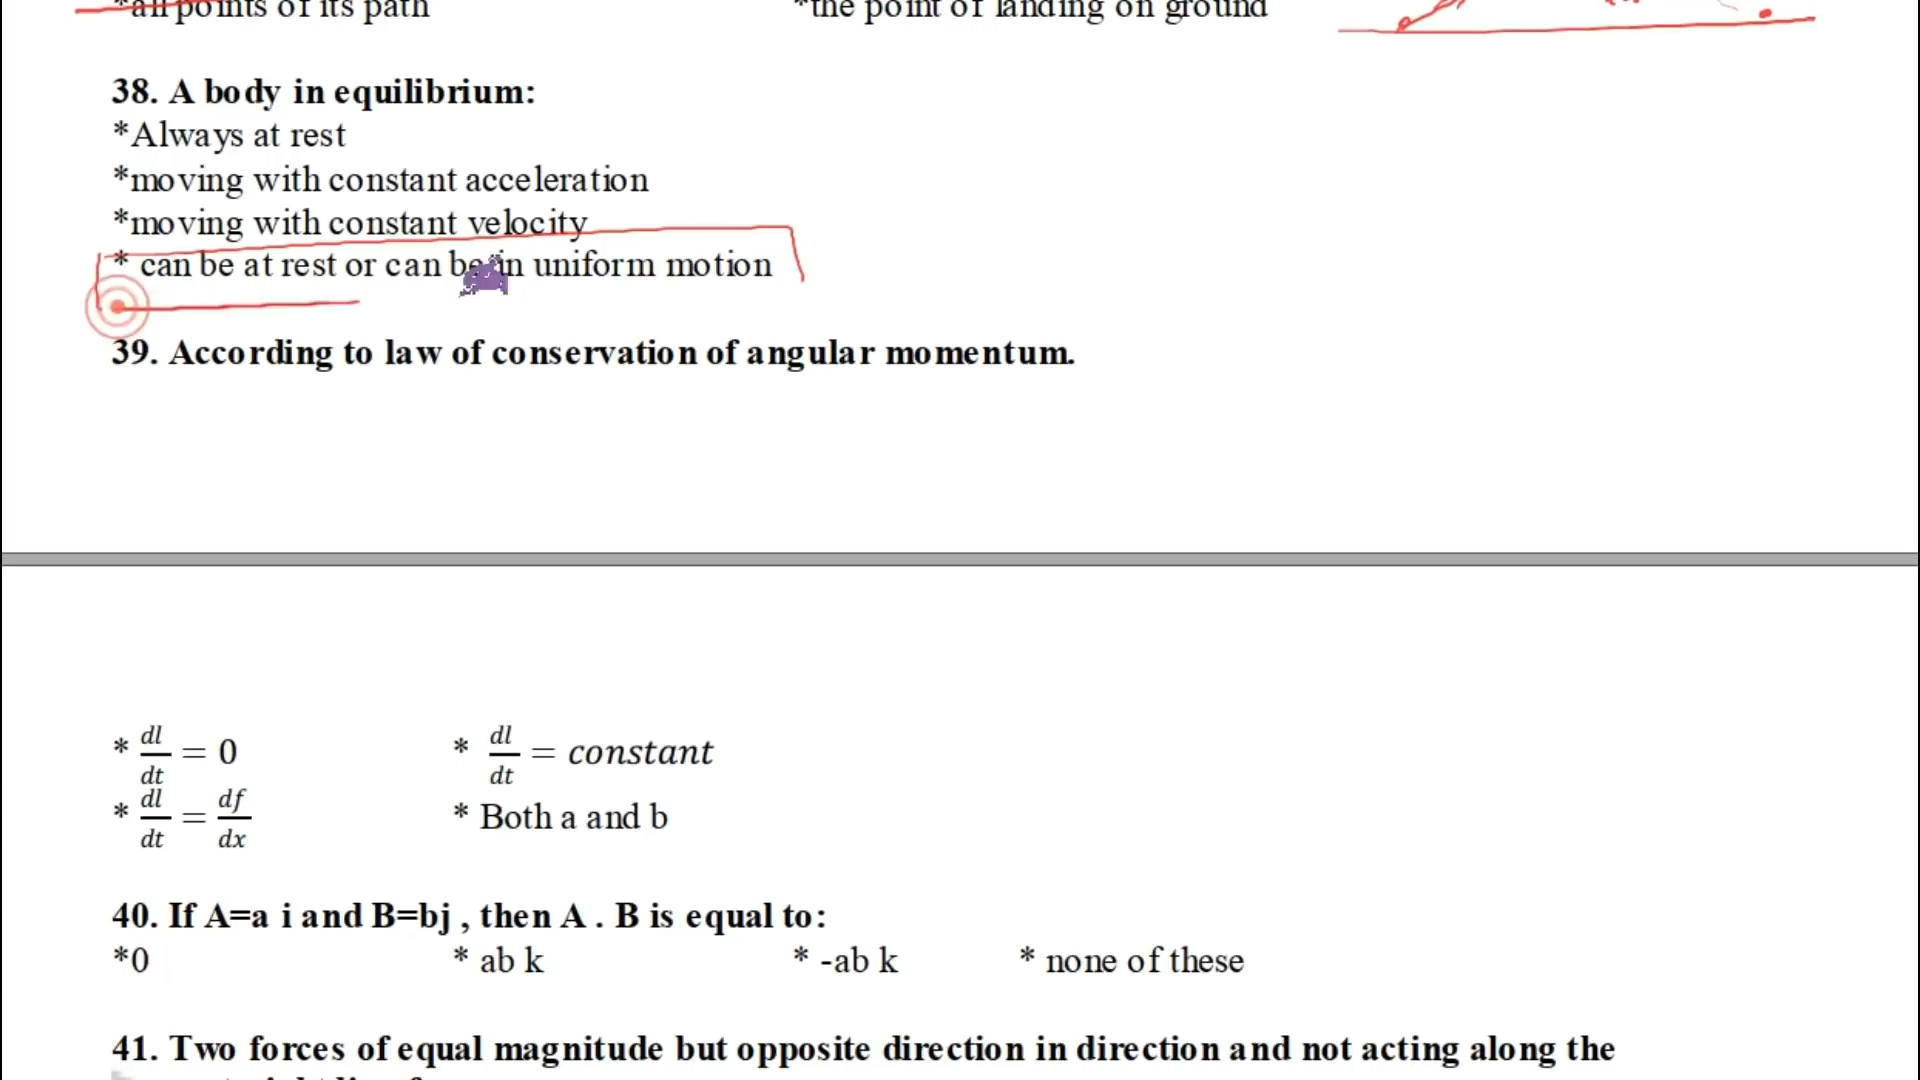 *all points of its path *the point of landing on ground
38. A body in equilibrium:
*Always at rest
*moving with constant acceleration
*moving with constant velocity
* can be at rest or can be in uniform motion
39. According to law of conservation of angular momentum.
* dl/dt = 0 * dl/dt = constant
* dl/dt = df/dx * Both a and b
40. If A=a i and B=bj , then A . B is equal to:
*0 * ab k * -ab k * none of these
41. Two forces of equal magnitude but opposite direction in direction and not acting along the